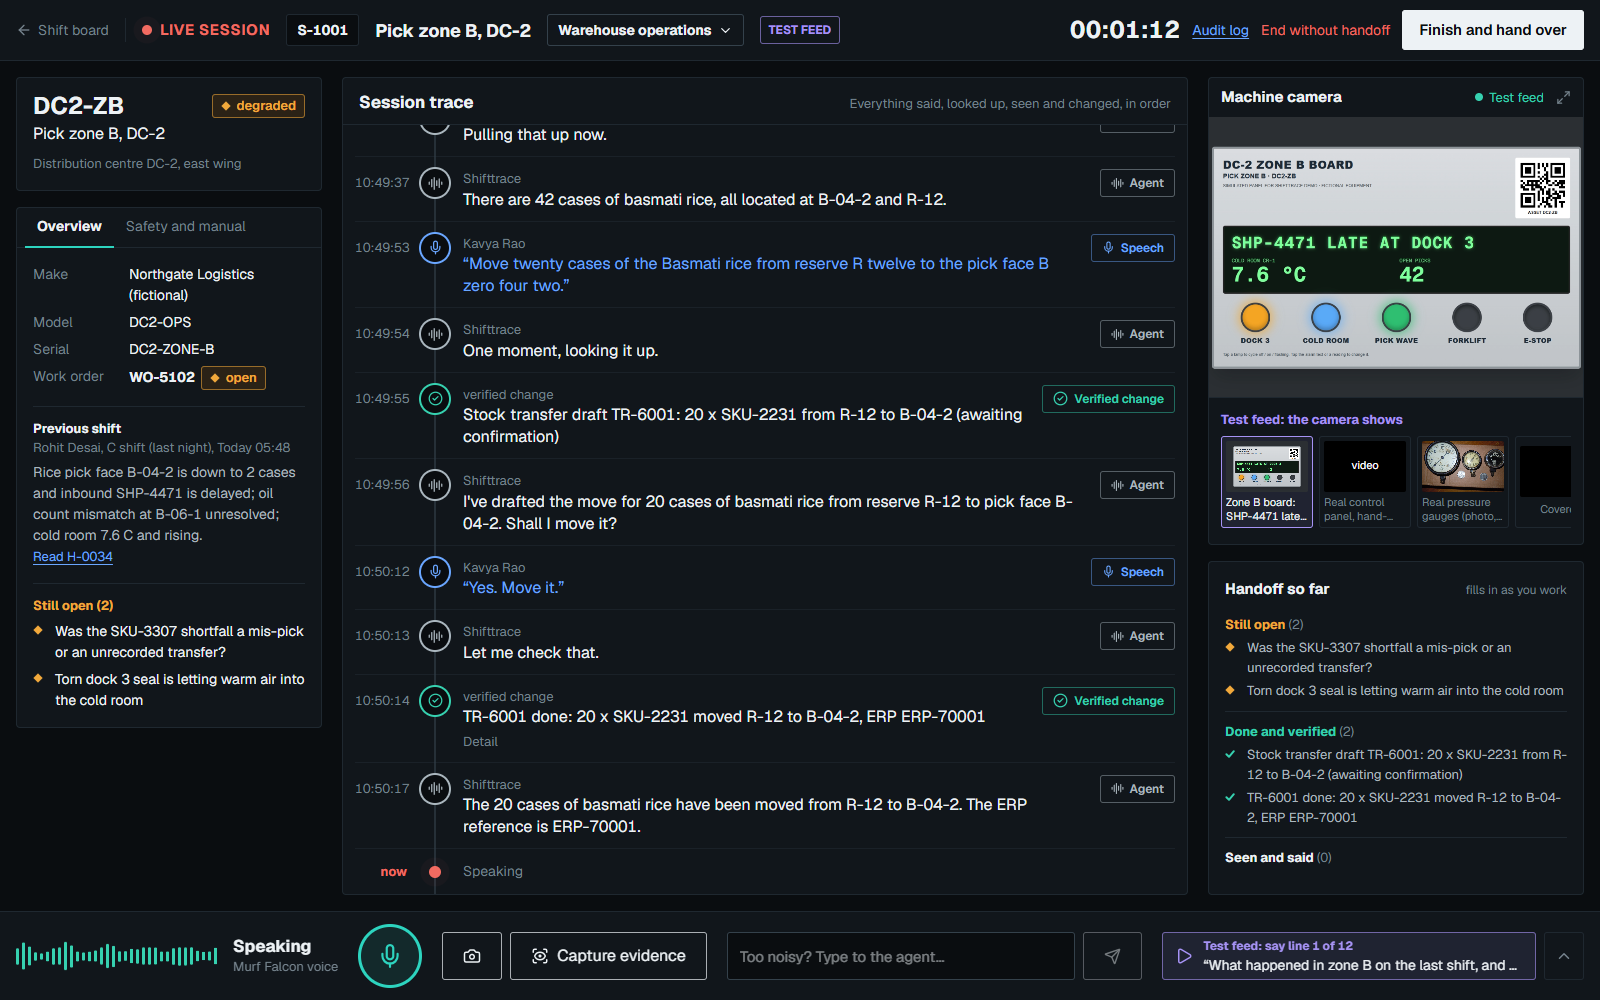 Shift board
LIVE SESSION
S-1001
Pick zone B, DC-2
Warehouse operations
TEST FEED
00:01:12
Audit log
End without handoff
Finish and hand over
DC2-ZB
degraded
Pick zone B, DC-2
Distribution centre DC-2, east wing
Overview
Safety and manual
Make
Northgate Logistics
(fictional)
Model
DC2-OPS
Serial
DC2-ZONE-B
Work order
WO-5102
open
Previous shift
Rohit Desai, C shift (last night), Today 05:48
Rice pick face B-04-2 is down to 2 cases
and inbound SHP-4471 is delayed; oil
count mismatch at B-06-1 unresolved;
cold room 7.6 C and rising.
Read H-0034
Still open (2)
Was the SKU-3307 shortfall a mis-pick
or an unrecorded transfer?
Torn dock 3 seal is letting warm air into
the cold room
Session trace
Everything said, looked up, seen and changed, in order
Pulling that up now.
10:49:37
Shifttrace
There are 42 cases of basmati rice, all located at B-04-2 and R-12.
Agent
10:49:53
Kavya Rao
“Move twenty cases of the Basmati rice from reserve R twelve to the pick face B
zero four two.”
Speech
10:49:54
Shifttrace
One moment, looking it up.
Agent
10:49:55
verified change
Stock transfer draft TR-6001: 20 x SKU-2231 from R-12 to B-04-2 (awaiting
confirmation)
Verified change
10:49:56
Shifttrace
I've drafted the move for 20 cases of basmati rice from reserve R-12 to pick face B-
04-2. Shall I move it?
Agent
10:50:12
Kavya Rao
“Yes. Move it.”
Speech
10:50:13
Shifttrace
Let me check that.
Agent
10:50:14
verified change
TR-6001 done: 20 x SKU-2231 moved R-12 to B-04-2, ERP ERP-70001
Detail
Verified change
10:50:17
Shifttrace
The 20 cases of basmati rice have been moved from R-12 to B-04-2. The ERP
reference is ERP-70001.
Agent
now
Speaking
Machine camera
Test feed
DC-2 ZONE B BOARD
PICK ZONE B · DC2-ZB
SIMULATED PANEL FOR SHIFTTRACE DEMO · FICTIONAL EQUIPMENT
ASSET DC2-ZB
SHP-4471 LATE AT DOCK 3
COLD ROOM CR-1
7.6 °C
OPEN PICKS
42
DOCK 3
COLD ROOM
PICK WAVE
FORKLIFT
E-STOP
Test feed: the camera shows
Zone B board:
SHP-4471 late...
video
Real control
panel, hand-...
Real pressure
gauges (photo,...
Cover
Handoff so far
fills in as you work
Still open (2)
Was the SKU-3307 shortfall a mis-pick or an
unrecorded transfer?
Torn dock 3 seal is letting warm air into the cold room
Done and verified (2)
Stock transfer draft TR-6001: 20 x SKU-2231 from R-
12 to B-04-2 (awaiting confirmation)
TR-6001 done: 20 x SKU-2231 moved R-12 to B-04-
2, ERP ERP-70001
Seen and said (0)
Speaking
Murf Falcon voice
Capture evidence
Too noisy? Type to the agent...
Test feed: say line 1 of 12
“What happened in zone B on the last shift, and ...